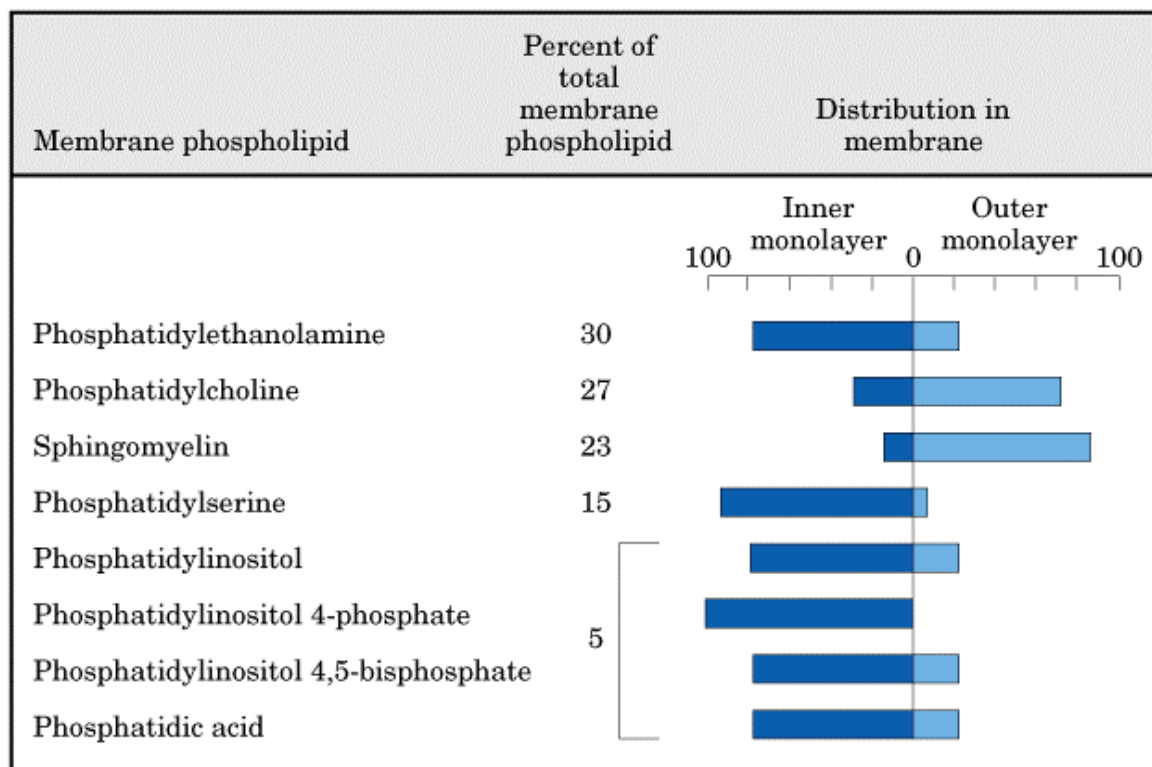 Membrane phospholipid
Percent of
total
membrane
phospholipid
Distribution in
membrane
Inner
monolayer
Outer
monolayer
100 0 100
Phosphatidylethanolamine 30
Phosphatidylcholine 27
Sphingomyelin 23
Phosphatidylserine 15
Phosphatidylinositol
Phosphatidylinositol 4-phosphate
5
Phosphatidylinositol 4,5-bisphosphate
Phosphatidic acid